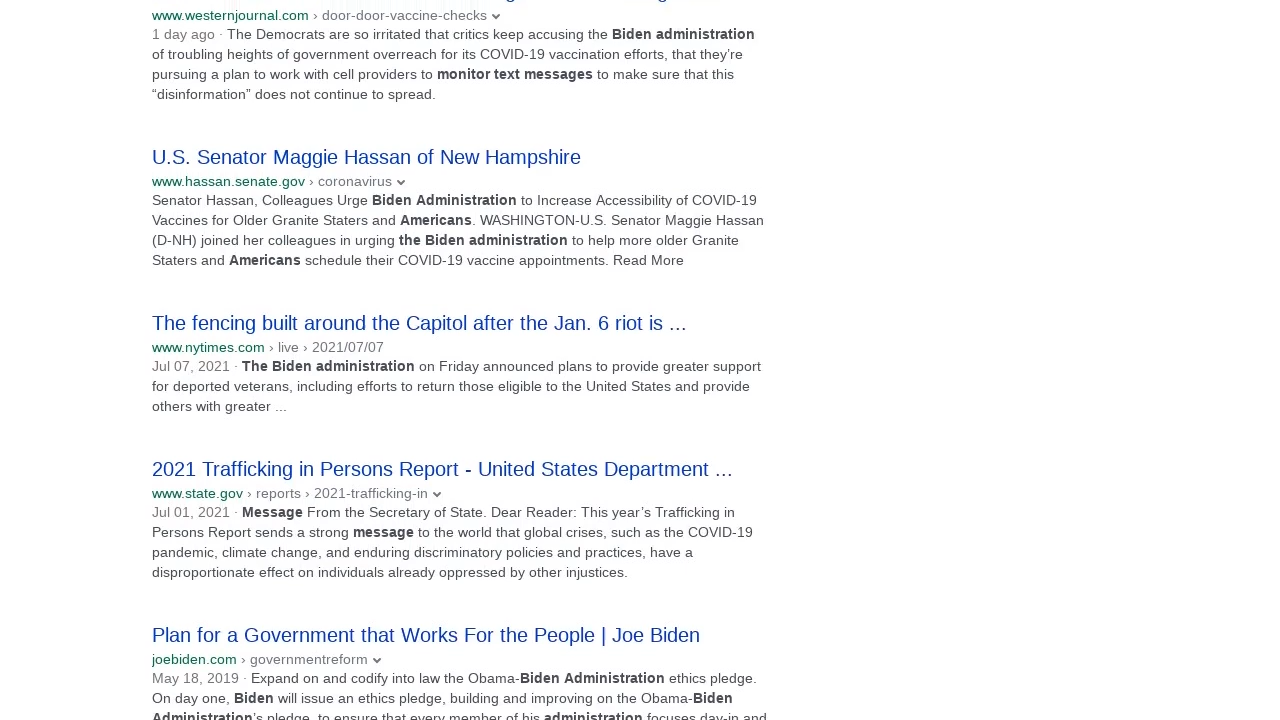 www.westernjournal.com › door-door-vaccine-checks
1 day ago · The Democrats are so irritated that critics keep accusing the Biden administration
of troubling heights of government overreach for its COVID-19 vaccination efforts, that they’re
pursuing a plan to work with cell providers to monitor text messages to make sure that this
“disinformation” does not continue to spread.
U.S. Senator Maggie Hassan of New Hampshire
www.hassan.senate.gov › coronavirus
Senator Hassan, Colleagues Urge Biden Administration to Increase Accessibility of COVID-19
Vaccines for Older Granite Staters and Americans. WASHINGTON-U.S. Senator Maggie Hassan
(D-NH) joined her colleagues in urging the Biden administration to help more older Granite
Staters and Americans schedule their COVID-19 vaccine appointments. Read More
The fencing built around the Capitol after the Jan. 6 riot is ...
www.nytimes.com › live › 2021/07/07
Jul 07, 2021 · The Biden administration on Friday announced plans to provide greater support
for deported veterans, including efforts to return those eligible to the United States and provide
others with greater ...
2021 Trafficking in Persons Report - United States Department ...
www.state.gov › reports › 2021-trafficking-in
Jul 01, 2021 · Message From the Secretary of State. Dear Reader: This year’s Trafficking in
Persons Report sends a strong message to the world that global crises, such as the COVID-19
pandemic, climate change, and enduring discriminatory policies and practices, have a
disproportionate effect on individuals already oppressed by other injustices.
Plan for a Government that Works For the People | Joe Biden
joebiden.com › governmentreform
May 18, 2019 · Expand on and codify into law the Obama-Biden Administration ethics pledge.
On day one, Biden will issue an ethics pledge, building and improving on the Obama-Biden
Administration’s pledge, to ensure that every member of his administration focuses day-in and